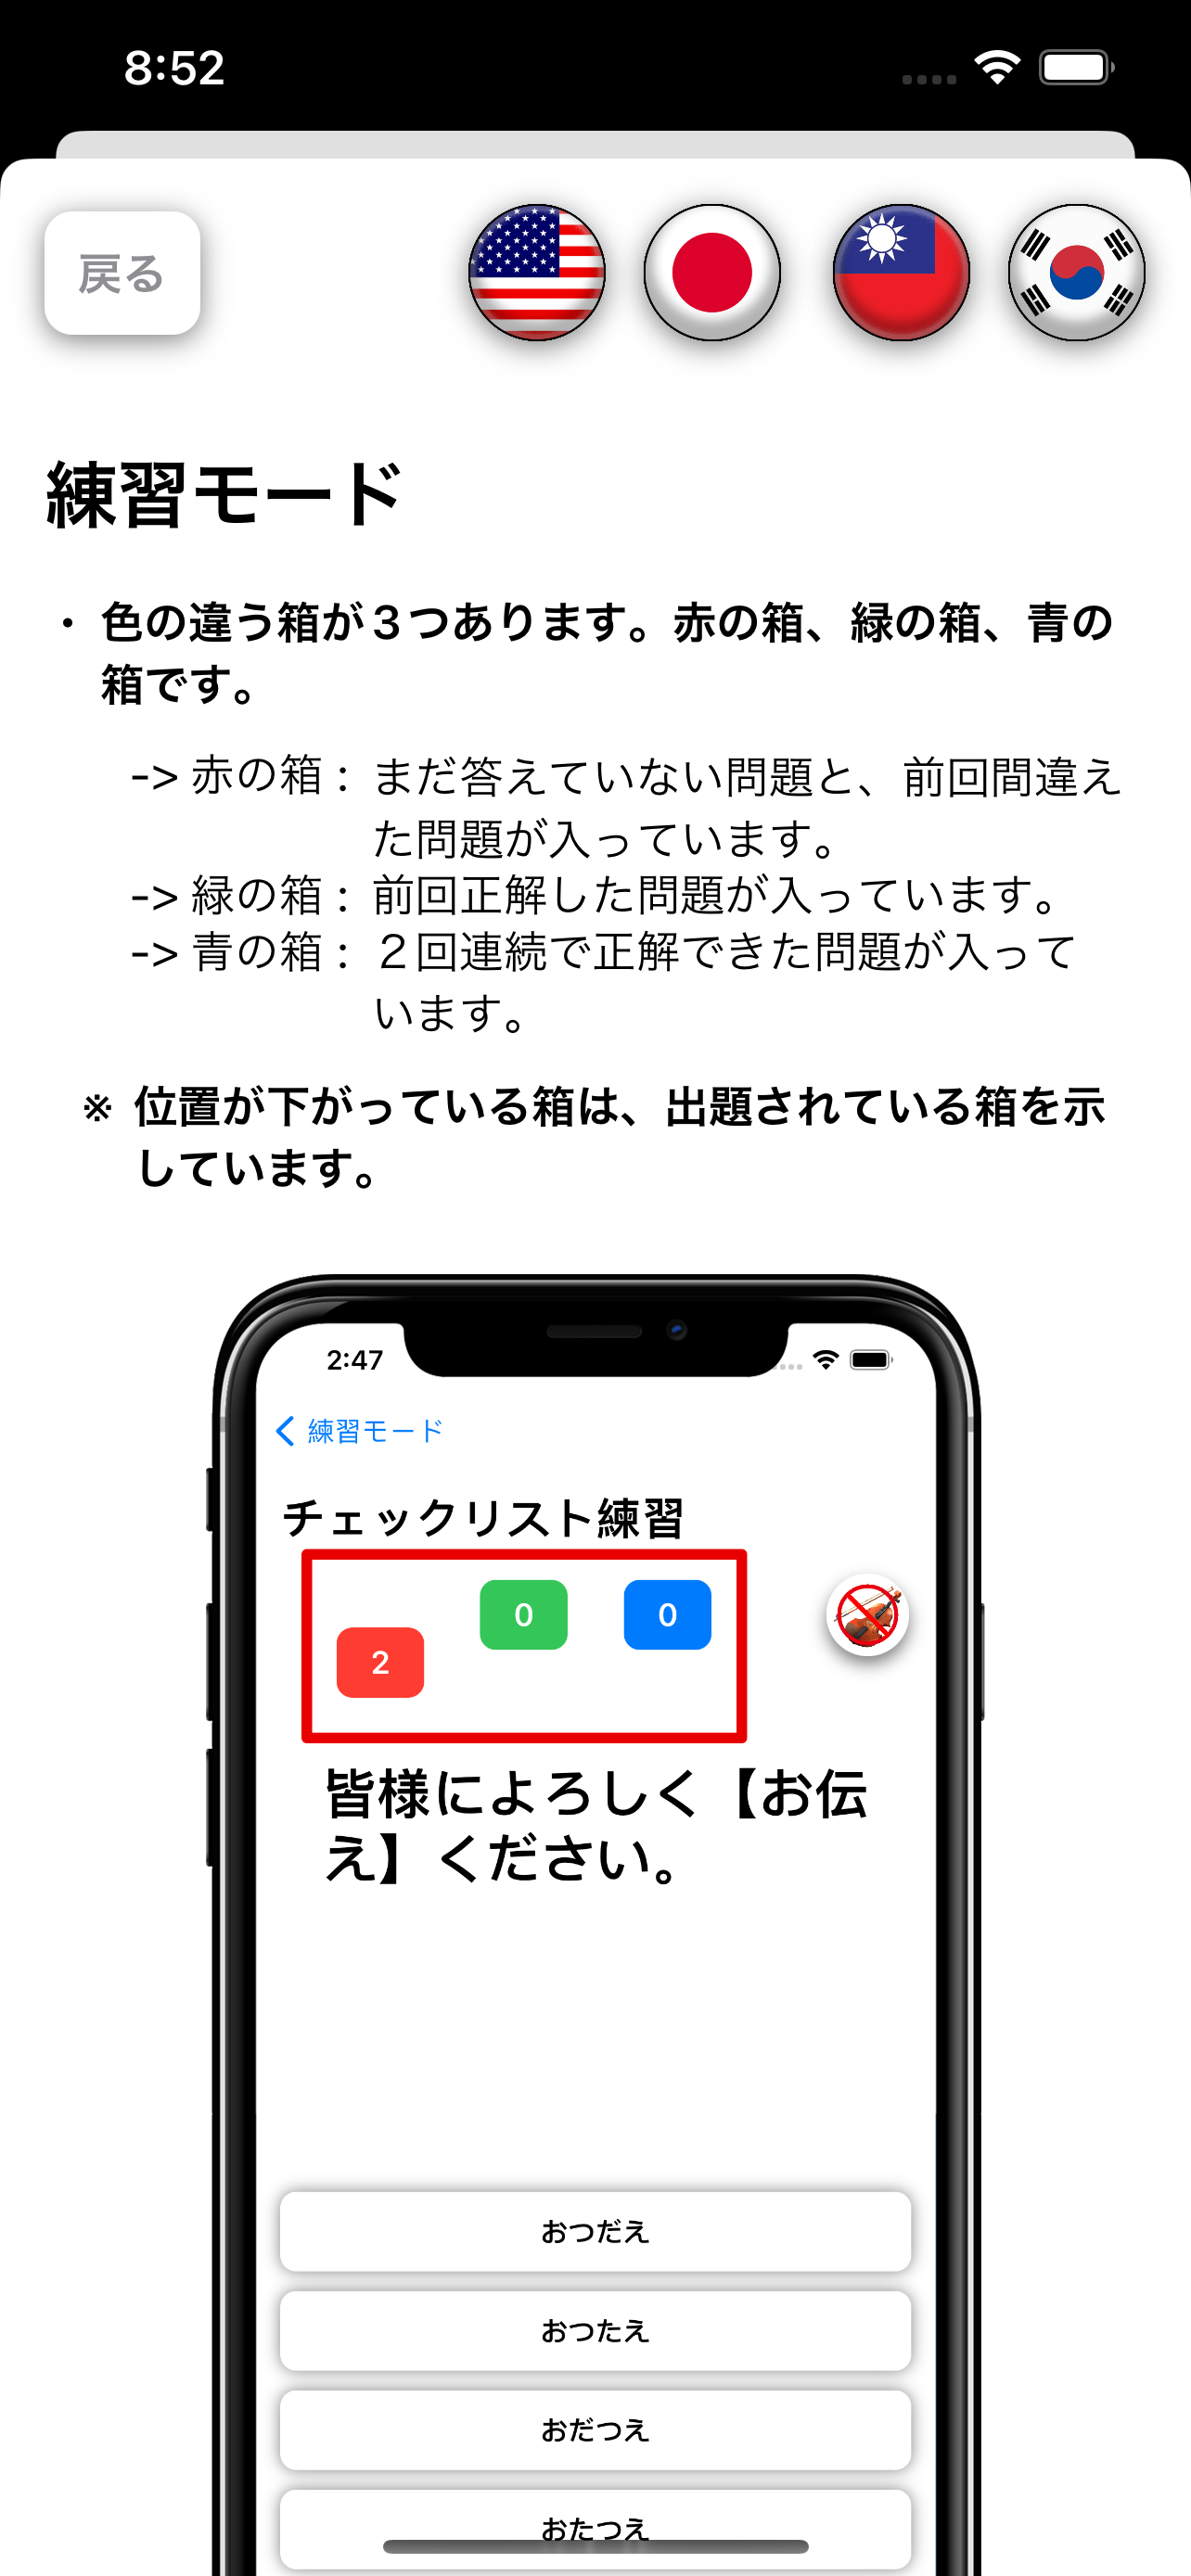 8:52
戻る
練習モード
・ 色の違う箱が３つあります。赤の箱、緑の箱、青の
箱です。
-> 赤の箱： まだ答えていない問題と、前回間違え
た問題が入っています。
-> 緑の箱： 前回正解した問題が入っています。
-> 青の箱： ２回連続で正解できた問題が入って
います。
※ 位置が下がっている箱は、出題されている箱を示
しています。
2:47
練習モード
チェックリスト練習
2 0 0
皆様によろしく【お伝
え】ください。
おつだえ
おつたえ
おだつえ
おたつえ